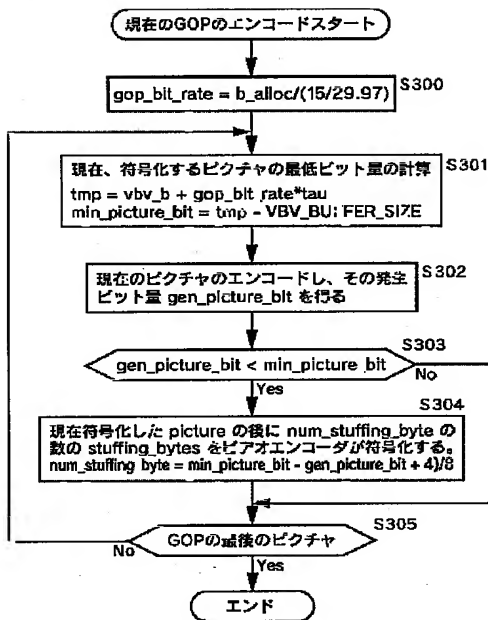 現在のGOPのエンコードスタート
S300
gop_bit_rate = b_alloc/(15/29.97)
S301
現在、符号化するピクチャの最低ビット量の計算
tmp = vbv_b + gop_bit_rate*tau
min_picture_bit = tmp - VBV_BUFFER_SIZE
S302
現在のピクチャのエンコードし、その発生
ビット量 gen_picture_bit を得る
S303
gen_picture_bit < min_picture_bit
No
Yes
S304
現在符号化した picture の後に num_stuffing_byte の
数の stuffing_bytes をビデオエンコーダが符号化する。
num_stuffing byte = min_picture_bit - gen_picture_bit + 4)/8
S305
GOPの最後のピクチャ
No
Yes
エンド